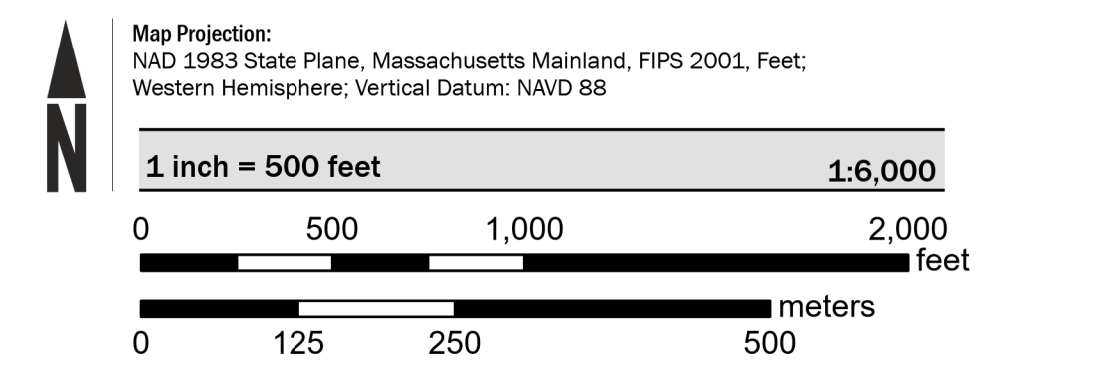 N
Map Projection:
NAD 1983 State Plane, Massachusetts Mainland, FIPS 2001, Feet;
Western Hemisphere; Vertical Datum: NAVD 88
1 inch = 500 feet 1:6,000
0 500 1,000 2,000
feet
meters
0 125 250 500